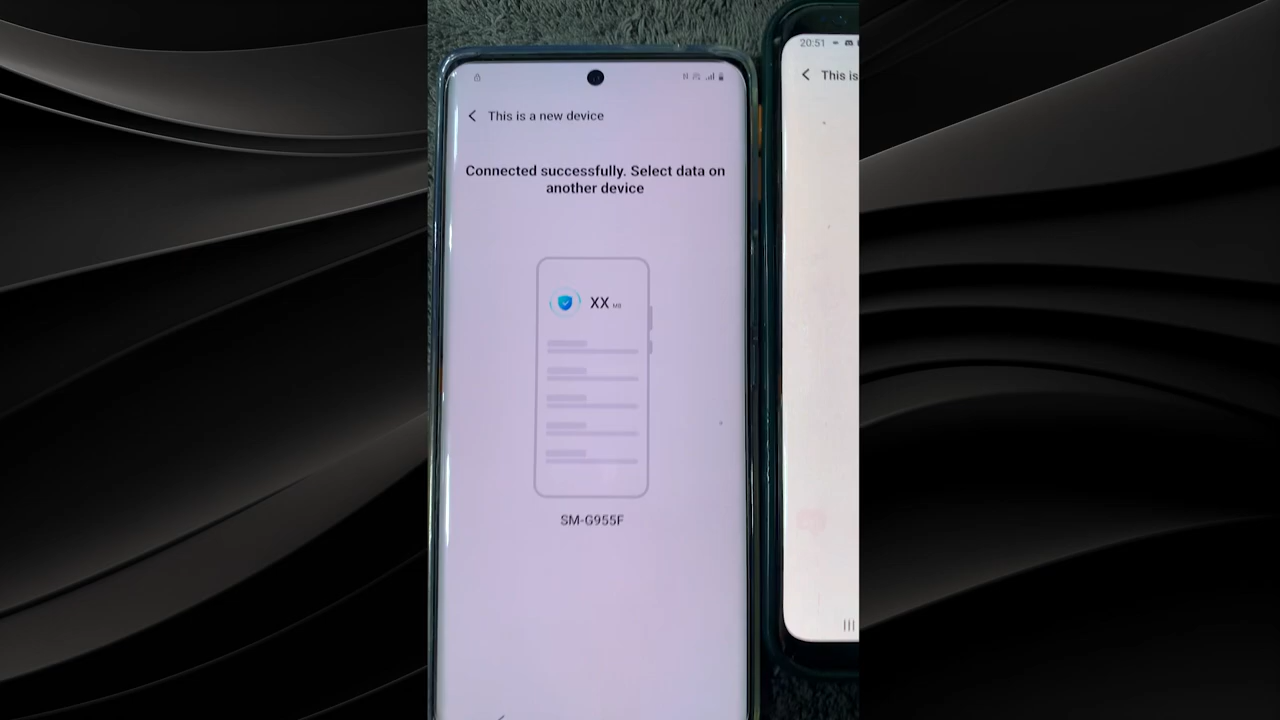 20:51
This is
This is a new device
Connected successfully. Select data on
another device
XX MB
SM-G955F